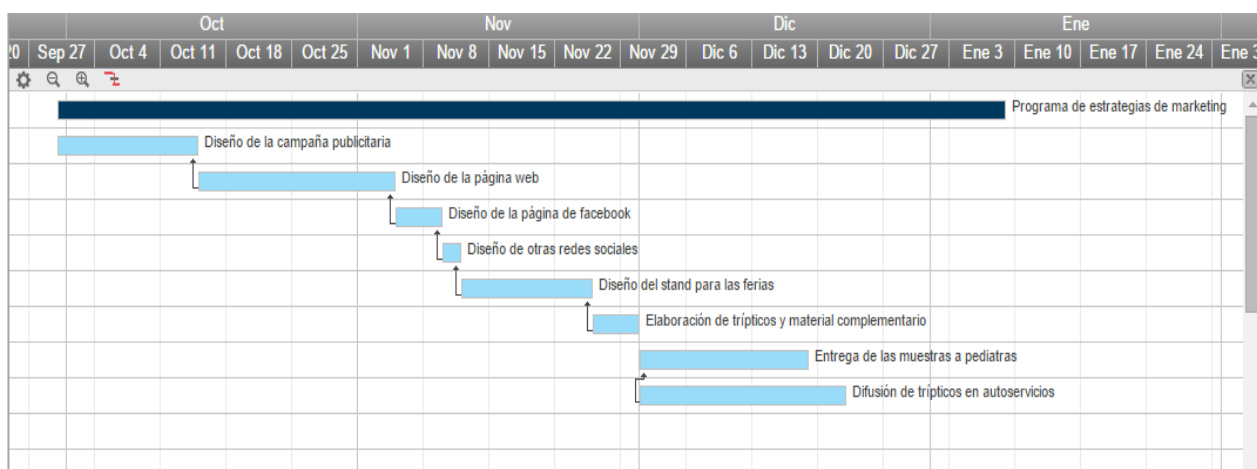 Oct Nov Dic Ene
20 Sep 27 Oct 4 Oct 11 Oct 18 Oct 25 Nov 1 Nov 8 Nov 15 Nov 22 Nov 29 Dic 6 Dic 13 Dic 20 Dic 27 Ene 3 Ene 10 Ene 17 Ene 24 Ene 3
Programa de estrategias de marketing
Diseño de la campaña publicitaria
Diseño de la página web
Diseño de la página de facebook
Diseño de otras redes sociales
Diseño del stand para las ferias
Elaboración de trípticos y material complementario
Entrega de las muestras a pediatras
Difusión de trípticos en autoservicios